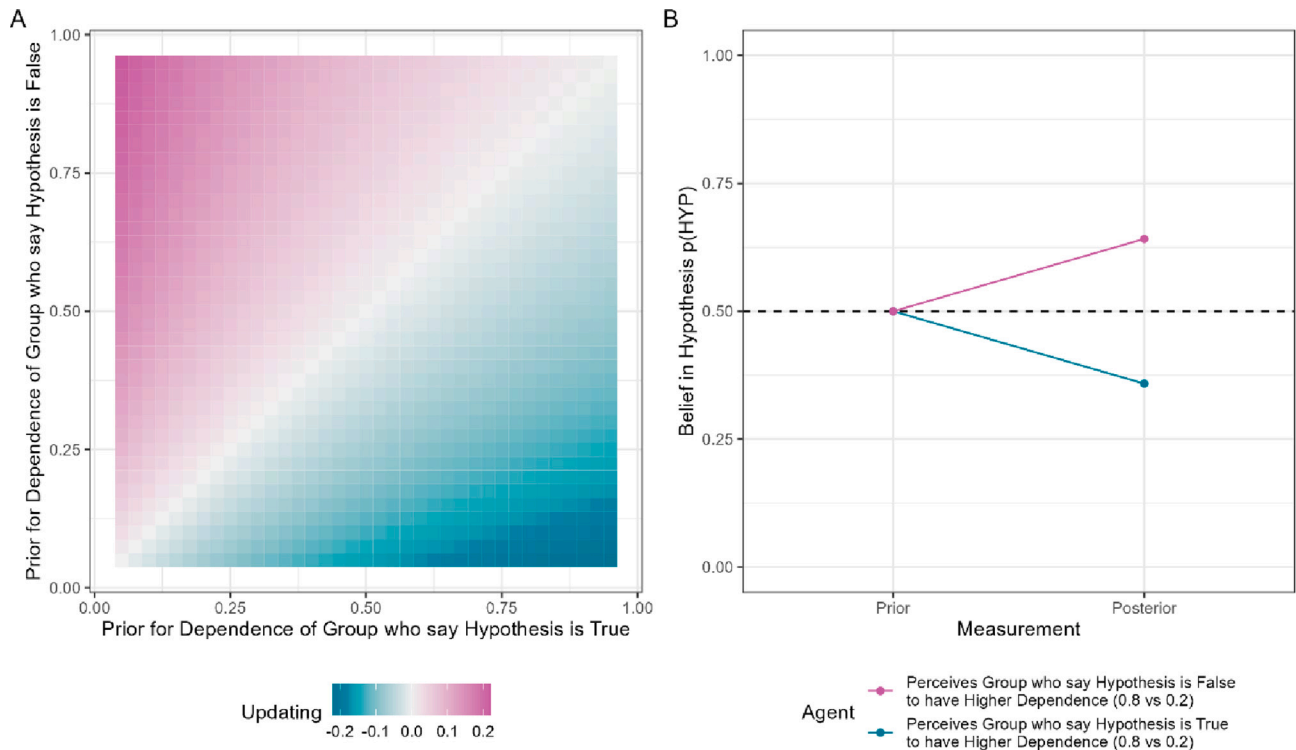 A
Prior for Dependence of Group who say Hypothesis is False
1.00
0.75
0.50
0.25
0.00
0.00
0.25
0.50
0.75
1.00
Prior for Dependence of Group who say Hypothesis is True
Updating
-0.2 -0.1 0.0 0.1 0.2
B
Belief in Hypothesis p(HYP)
1.00
0.75
0.50
0.25
0.00
Prior
Posterior
Measurement
Agent
Perceives Group who say Hypothesis is False
to have Higher Dependence (0.8 vs 0.2)
Perceives Group who say Hypothesis is True
to have Higher Dependence (0.8 vs 0.2)